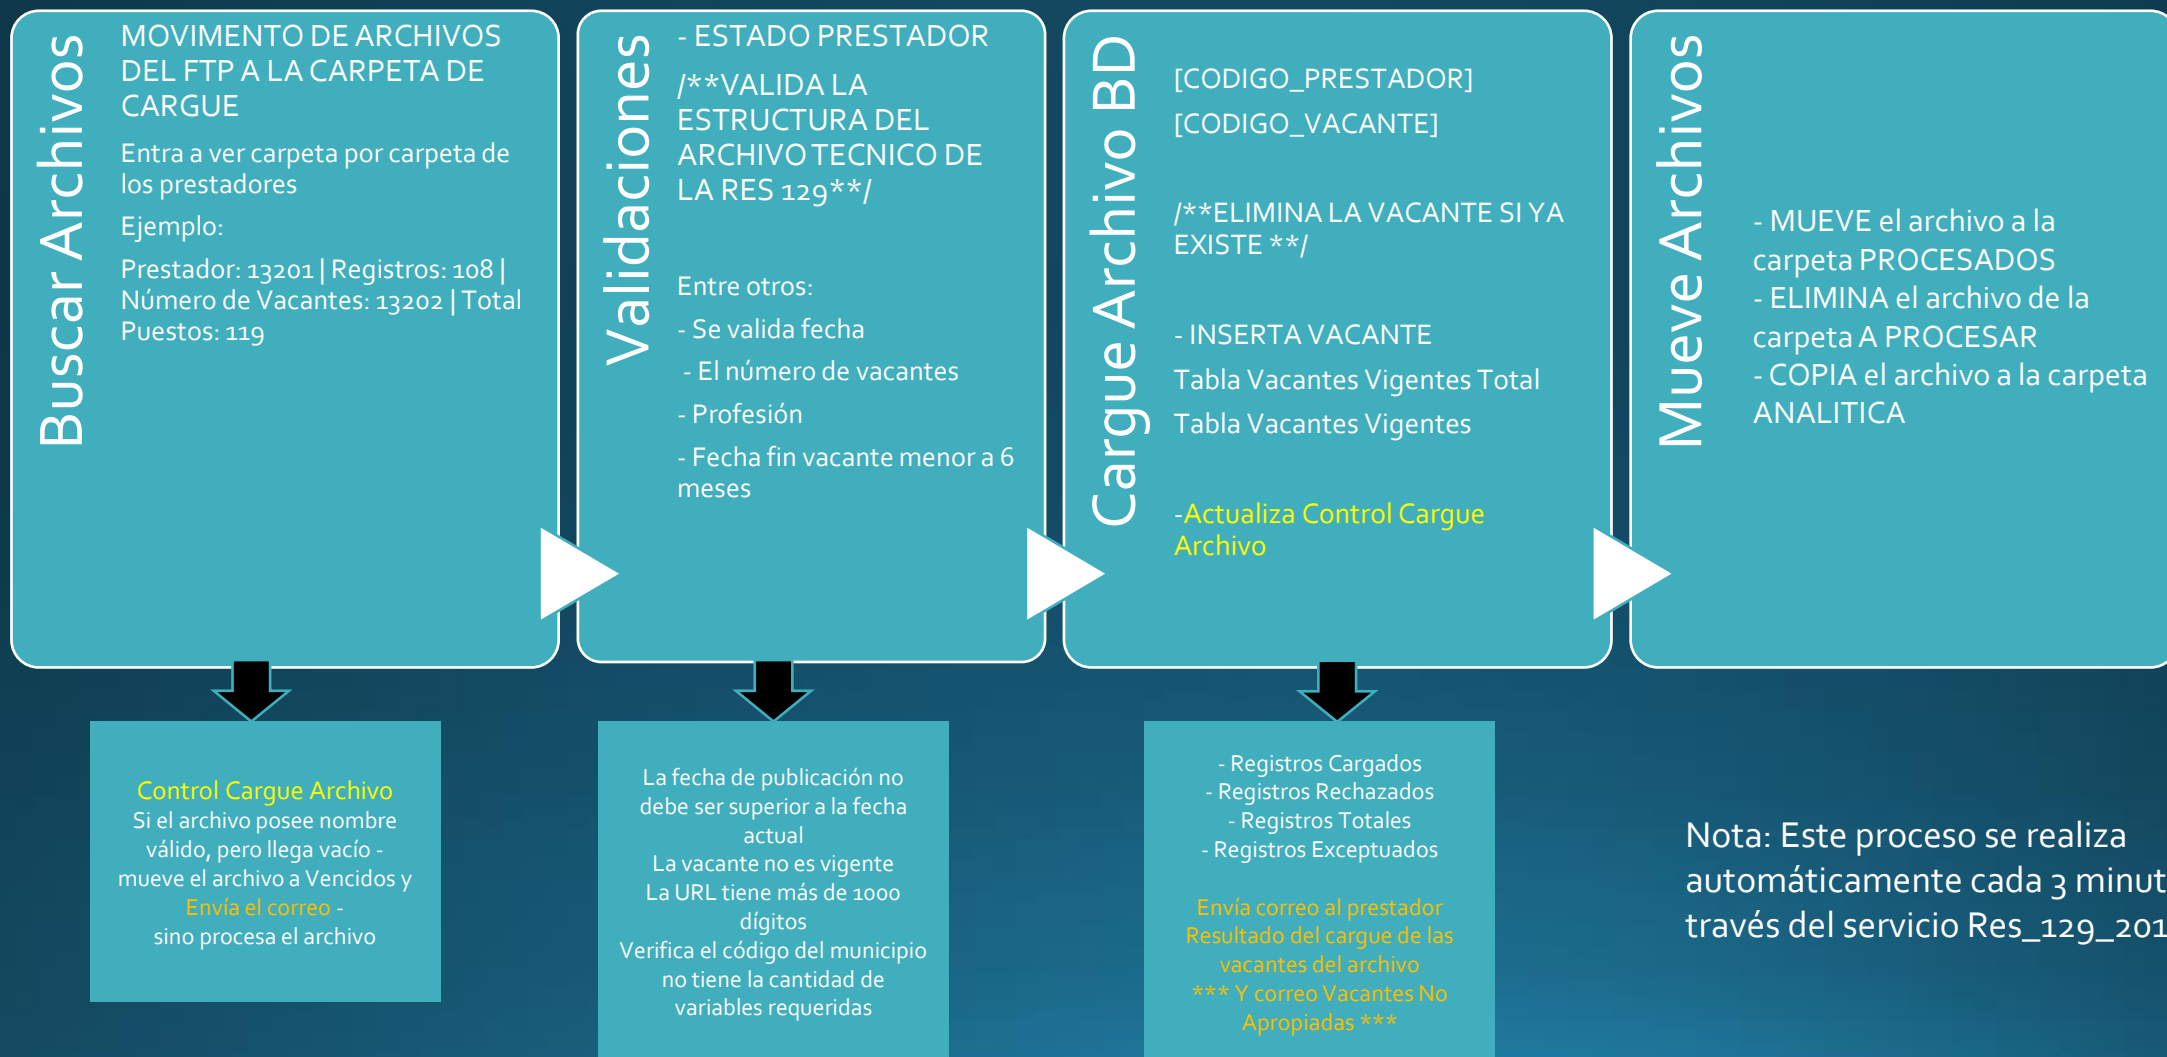 Buscar Archivos
MOVIMENTO DE ARCHIVOS
DEL FTP A LA CARPETA DE
CARGUE
Entra a ver carpeta por carpeta de
los prestadores
Ejemplo:
Prestador: 13201 | Registros: 108 |
Número de Vacantes: 13202 | Total
Puestos: 119
Control Cargue Archivo
Si el archivo posee nombre
válido, pero llega vacío -
mueve el archivo a Vencidos y
Envía el correo -
sino procesa el archivo
Validaciones
- ESTADO PRESTADOR
/**VALIDA LA
ESTRUCTURA DEL
ARCHIVO TECNICO DE
LA RES 129**/
Entre otros:
- Se valida fecha
- El número de vacantes
- Profesión
- Fecha fin vacante menor a 6
meses
La fecha de publicación no
debe ser superior a la fecha
actual
La vacante no es vigente
La URL tiene más de 1000
dígitos
Verifica el código del municipio
no tiene la cantidad de
variables requeridas
Cargue Archivo BD
[CODIGO_PRESTADOR]
[CODIGO_VACANTE]
/**ELIMINA LA VACANTE SI YA
EXISTE **/
- INSERTA VACANTE
Tabla Vacantes Vigentes Total
Tabla Vacantes Vigentes
-Actualiza Control Cargue
Archivo
- Registros Cargados
- Registros Rechazados
- Registros Totales
- Registros Exceptuados
Envía correo al prestador
Resultado del cargue de las
vacantes del archivo
*** Y correo Vacantes No
Apropiadas ***
Mueve Archivos
- MUEVE el archivo a la
carpeta PROCESADOS
- ELIMINA el archivo de la
carpeta A PROCESAR
- COPIA el archivo a la carpeta
ANALITICA
Nota: Este proceso se realiza
automáticamente cada 3 minut
través del servicio Res_129_201